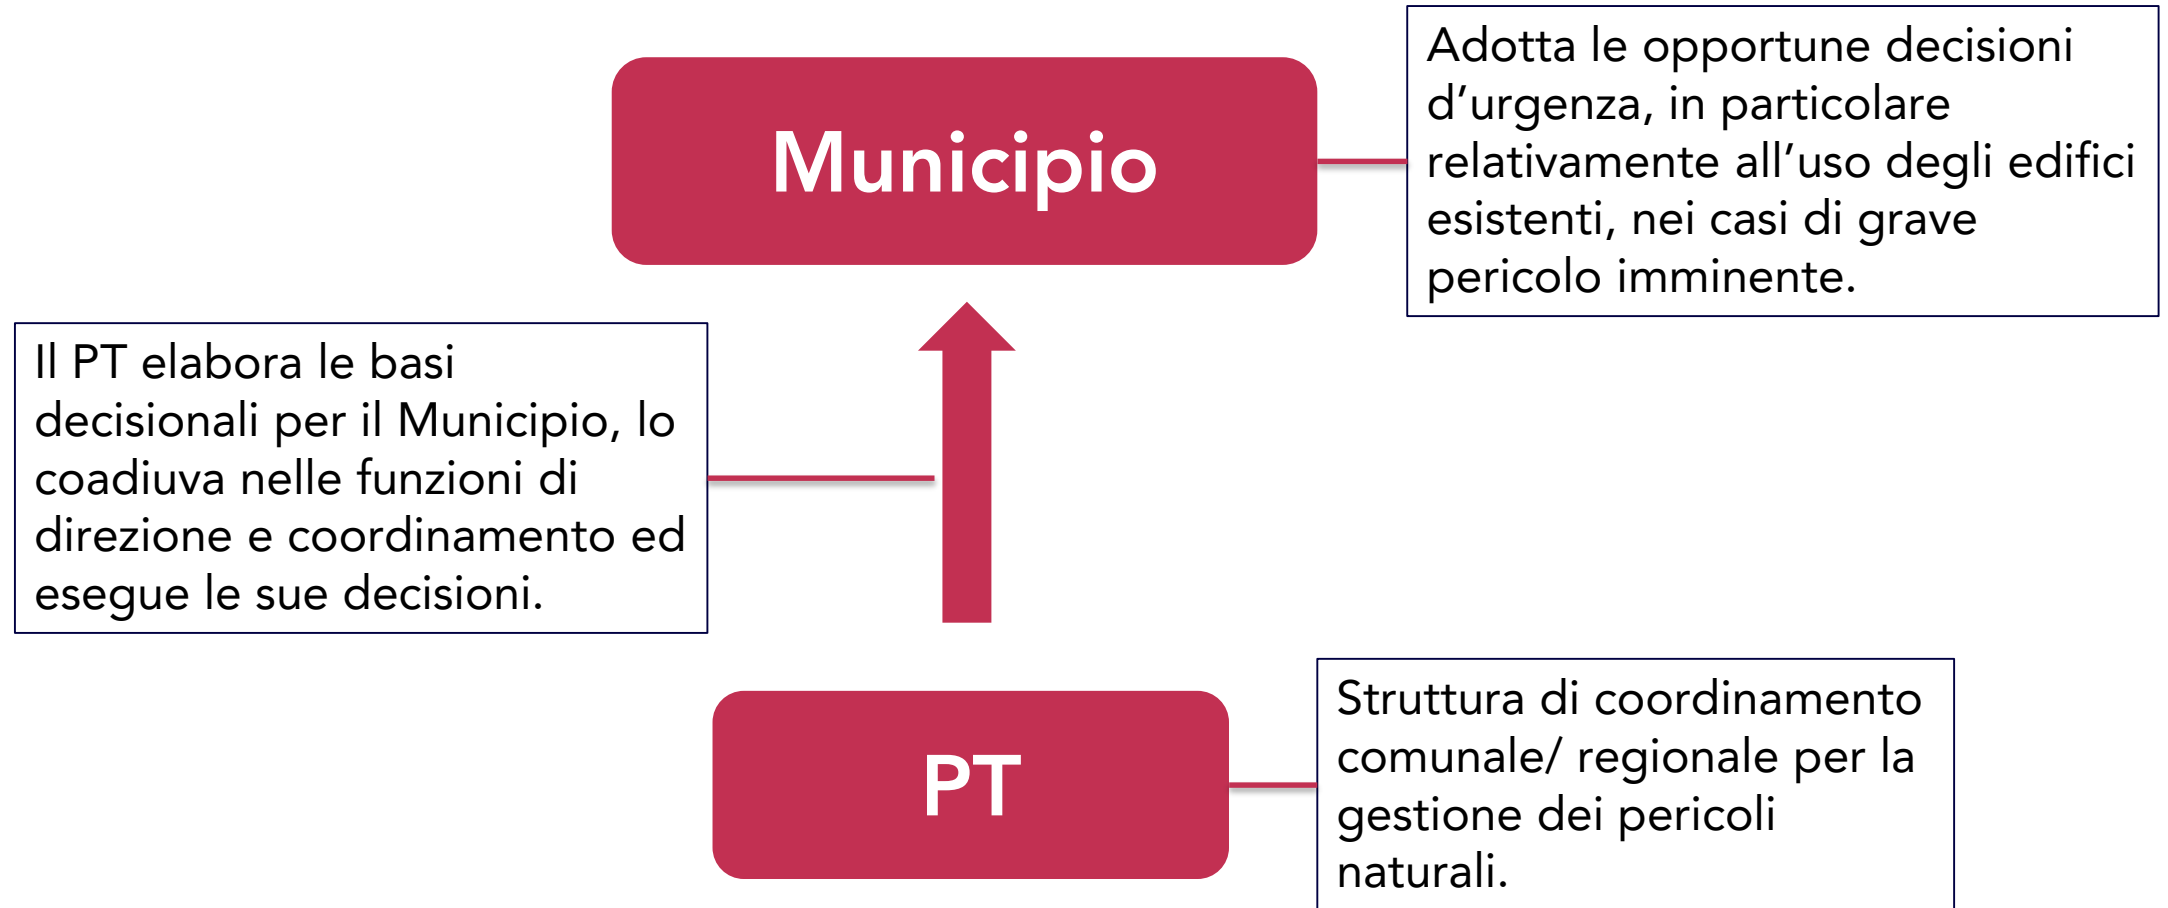 Municipio
Adotta le opportune decisioni
d’urgenza, in particolare
relativamente all’uso degli edifici
esistenti, nei casi di grave
pericolo imminente.
Il PT elabora le basi
decisionali per il Municipio, lo
coadiuva nelle funzioni di
direzione e coordinamento ed
esegue le sue decisioni.
PT
Struttura di coordinamento
comunale/ regionale per la
gestione dei pericoli
naturali.